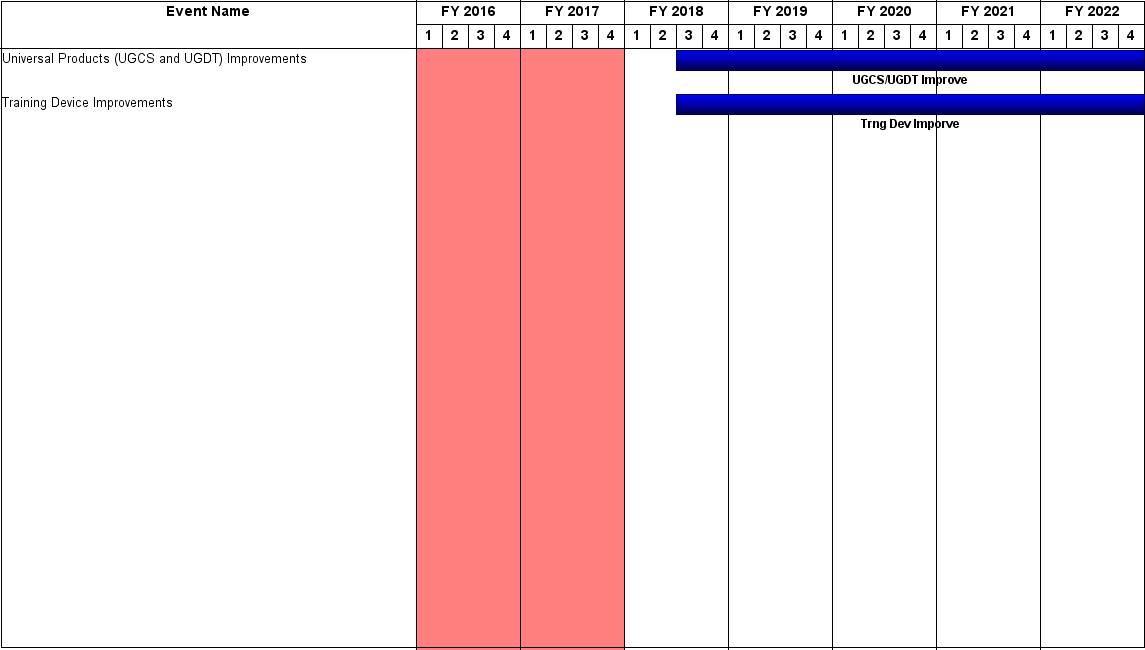 Event Name FY 2016 FY 2017 FY 2018 FY 2019 FY 2020 FY 2021 FY 2022
1 2 3 4 1 2 3 4 1 2 3 4 1 2 3 4 1 2 3 4 1 2 3 4 1 2 3 4
Universal Products (UGCS and UGDT) Improvements
UGCS/UGDT Improve
Training Device Improvements
Trng Dev Imporve